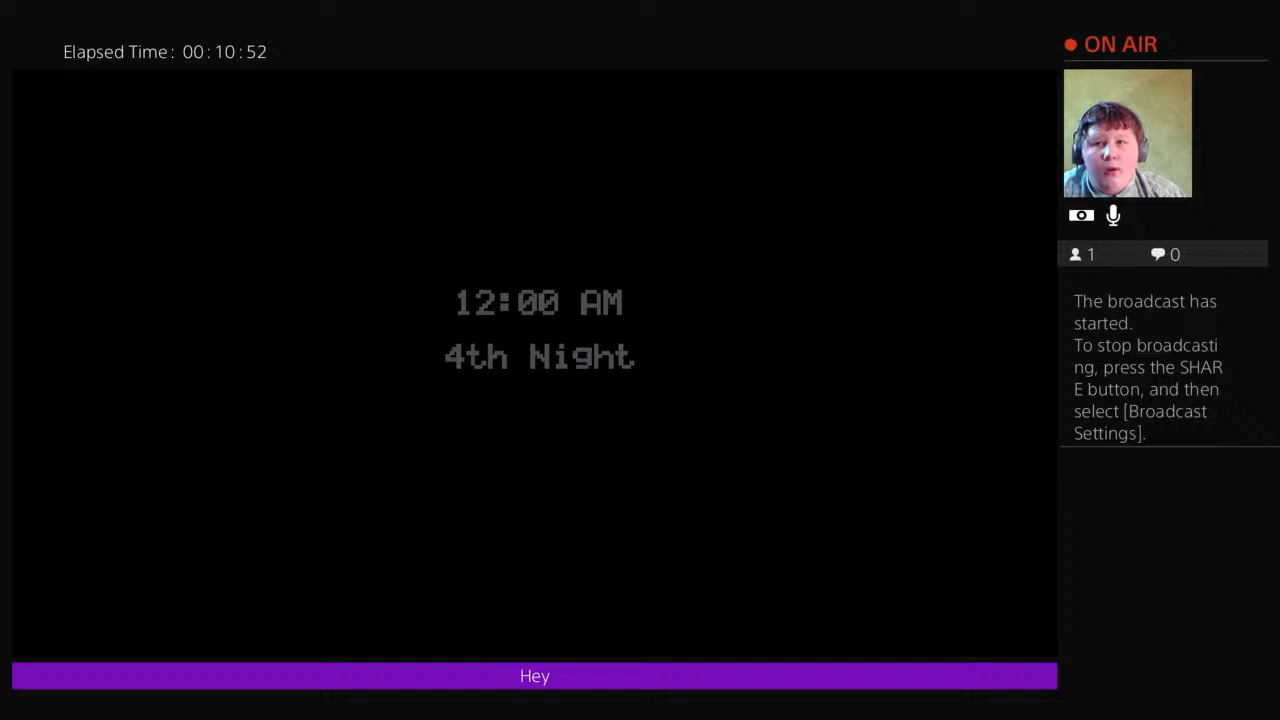 Elapsed Time: 00:10:52
ON AIR
1 0
12:00 AM
4th Night
The broadcast has
started.
To stop broadcasti
ng, press the SHAR
E button, and then
select [Broadcast
Settings].
Hey